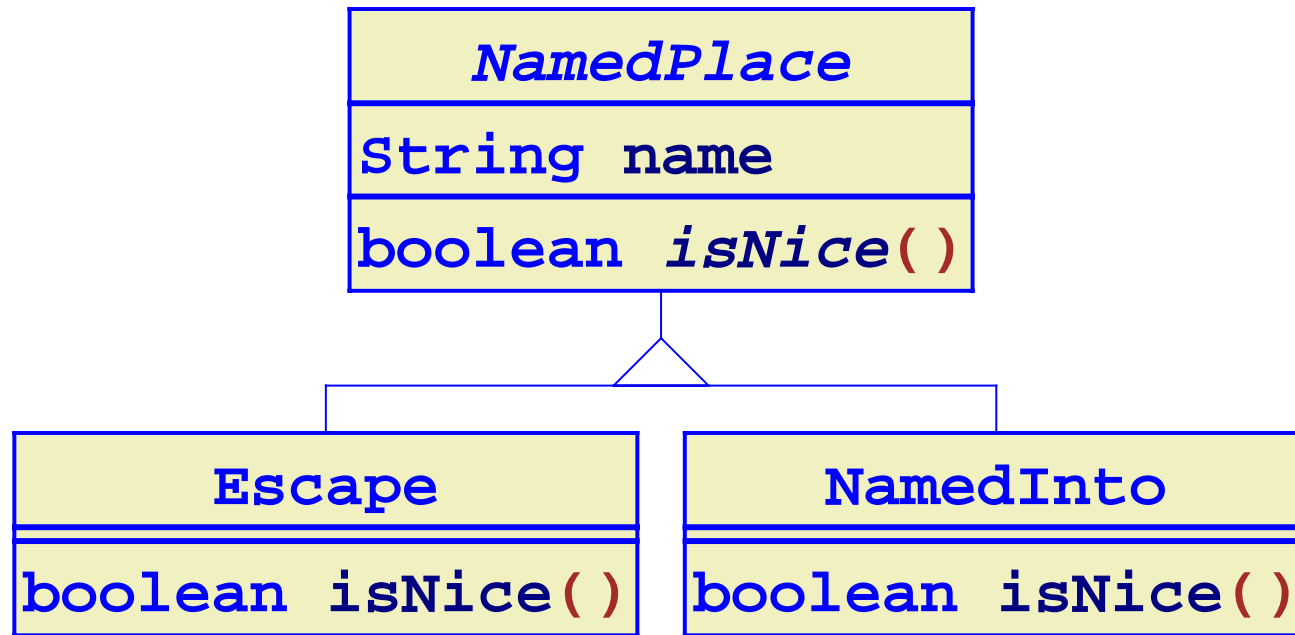 NamedPlace
String name
boolean isNice()
Escape
boolean isNice()
NamedInto
boolean isNice()